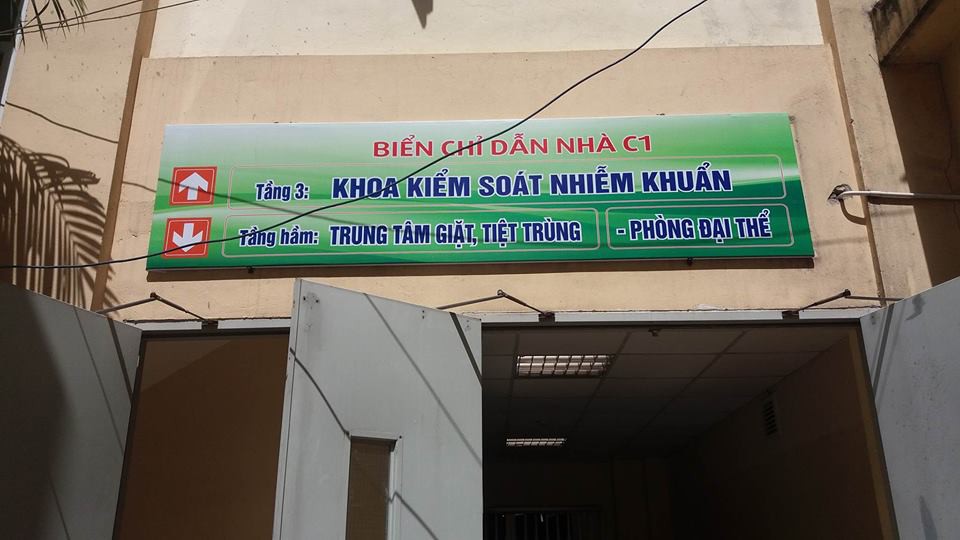 BIỂN CHỈ DẪN NHÀ C1
Tầng 3: KHOA KIỂM SOÁT NHIỄM KHUẨN
Tầng hầm: TRUNG TÂM GIẶT, TIỆT TRÙNG - PHÒNG ĐẠI THỂ